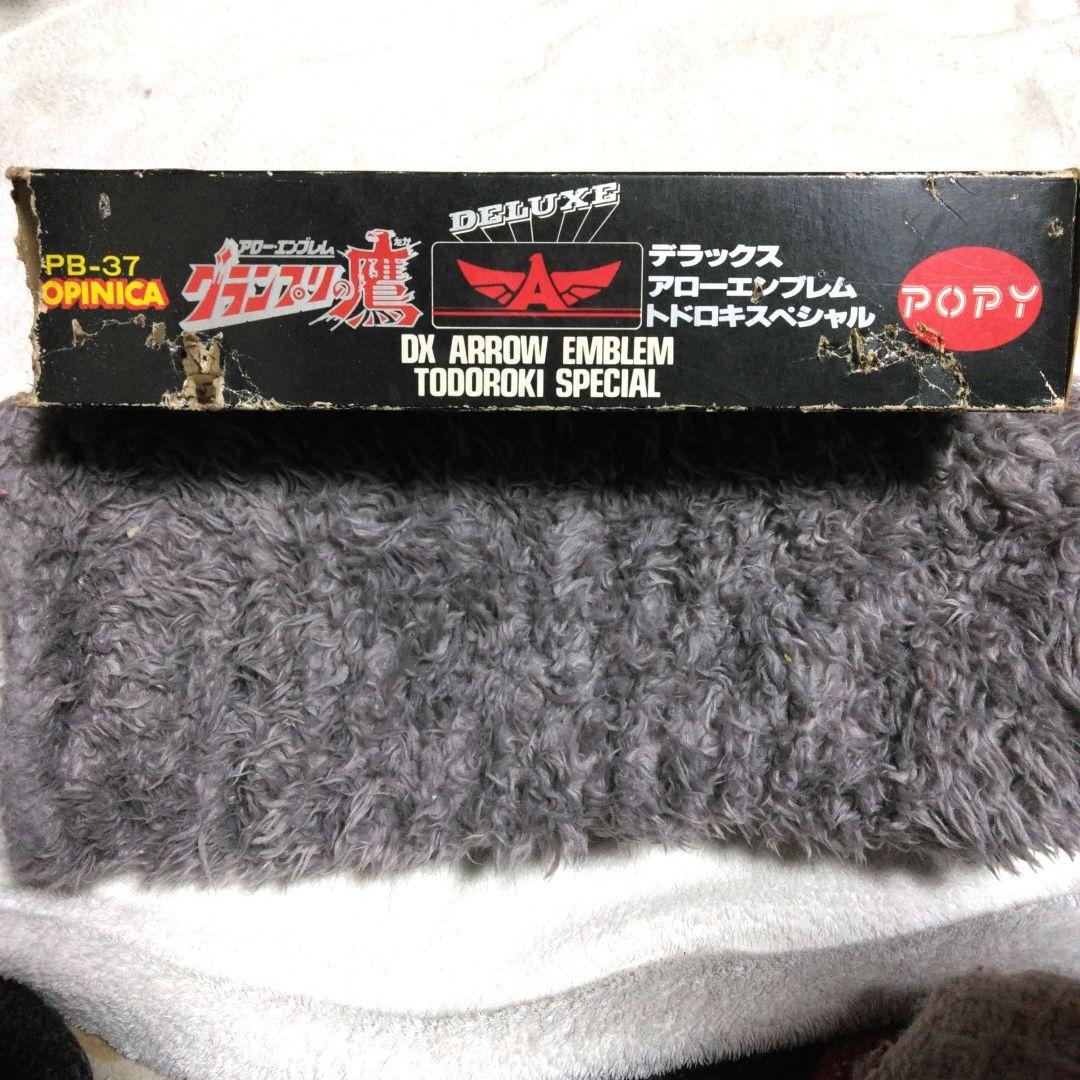 PB-37
OPINICA
アロー・エンブレム
グランプリの鷹
たか
DELUXE
A
DX ARROW EMBLEM
TODOROKI SPECIAL
デラックス
アローエンブレム
トドロキスペシャル
POPY